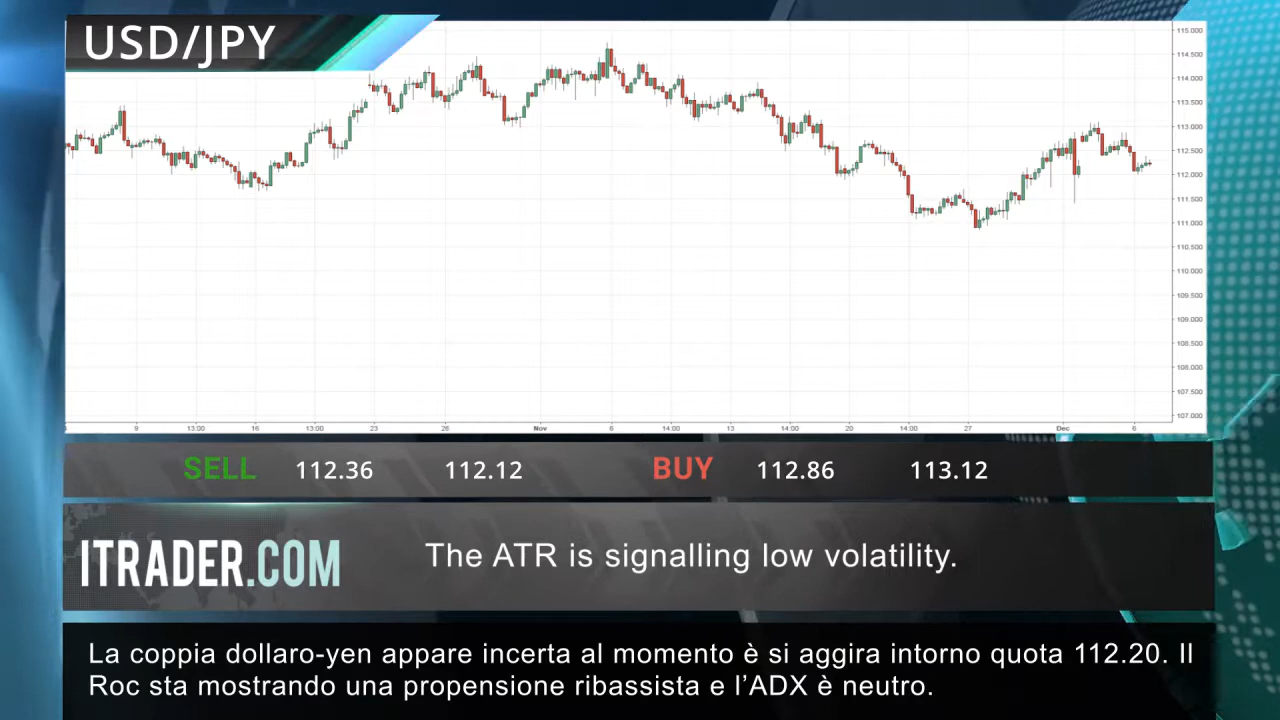 USD/JPY
115.000
114.500
114.000
113.500
113.000
112.500
112.000
111.500
111.000
110.500
110.000
109.500
109.000
108.500
108.000
107.500
107.000
9 13:00 16 13:00 23 26 Nov 6 14:00 13 14:00 20 14:00 27 Dec 6
SELL 112.36 112.12 BUY 112.86 113.12
ITRADER.COM
The ATR is signalling low volatility.
La coppia dollaro-yen appare incerta al momento è si aggira intorno quota 112.20. Il
Roc sta mostrando una propensione ribassista e l’ADX è neutro.